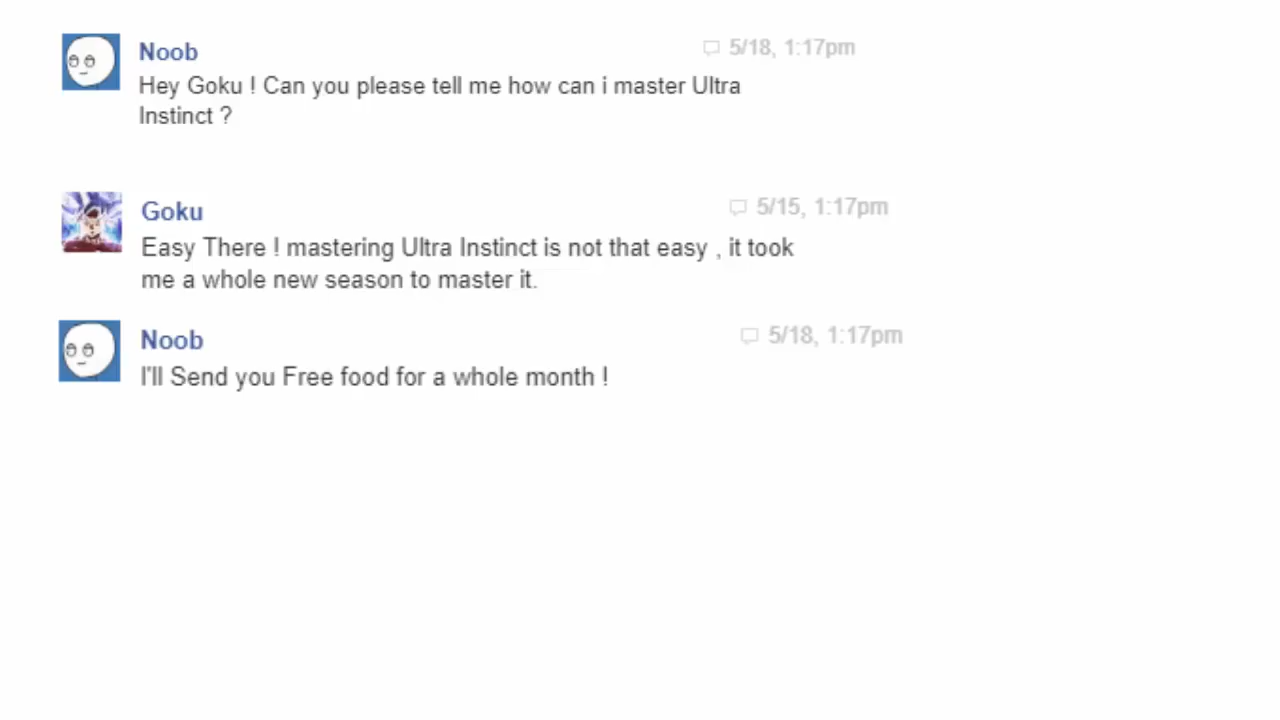 Noob
5/18, 1:17pm
Hey Goku ! Can you please tell me how can i master Ultra
Instinct ?
Goku
5/15, 1:17pm
Easy There ! mastering Ultra Instinct is not that easy , it took
me a whole new season to master it.
Noob
5/18, 1:17pm
I'll Send you Free food for a whole month !